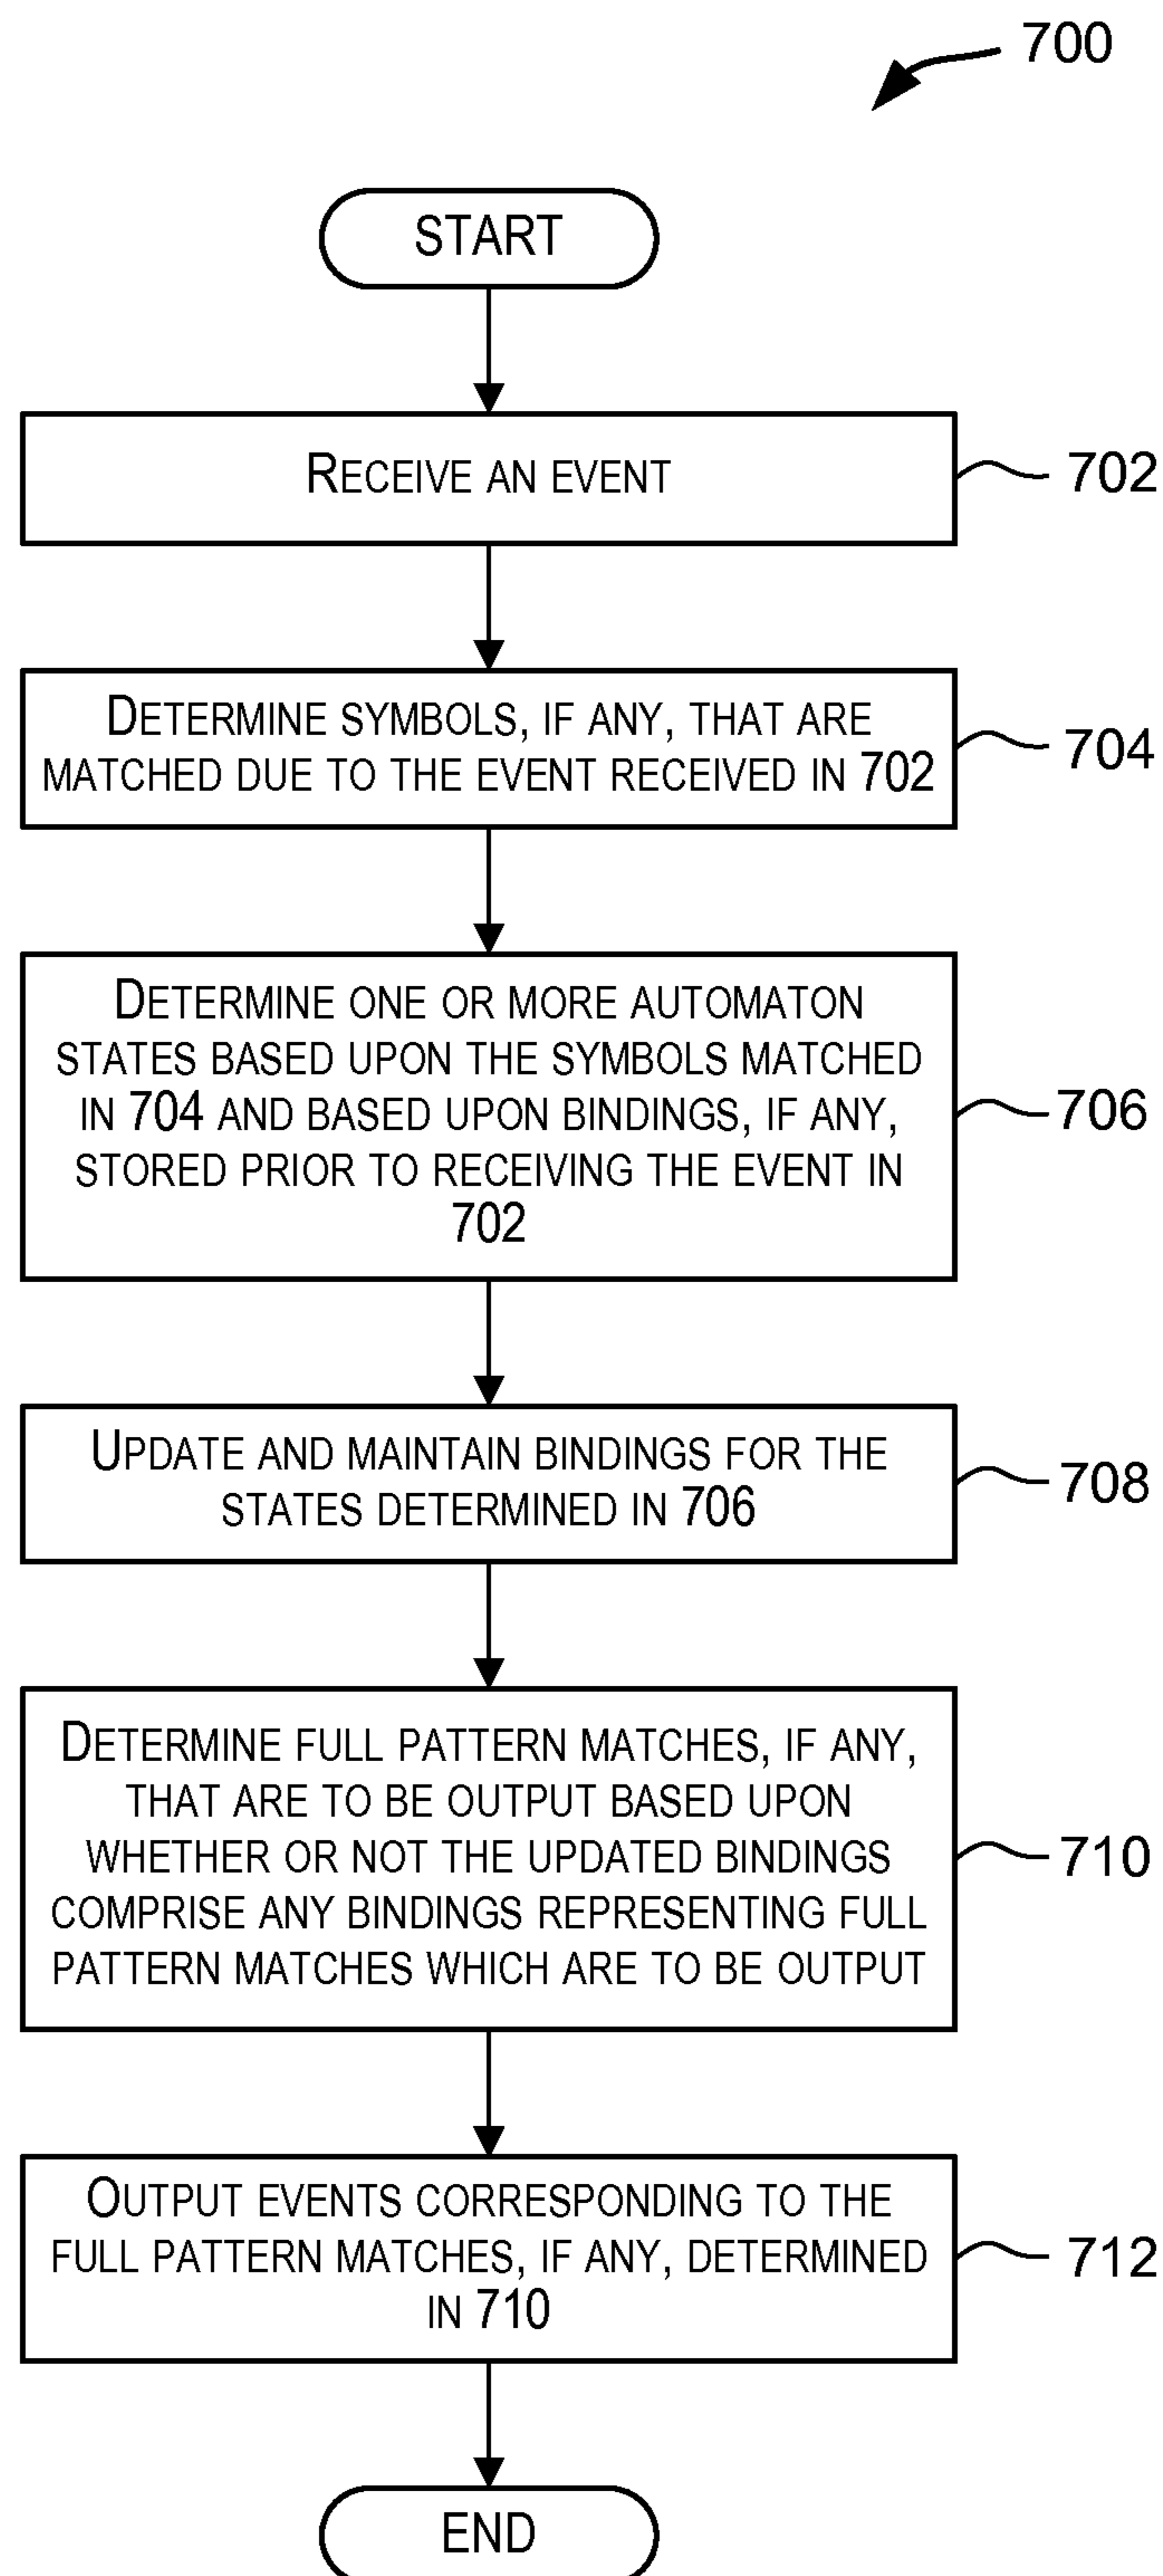 700
START
RECEIVE AN EVENT
702
DETERMINE SYMBOLS, IF ANY, THAT ARE
MATCHED DUE TO THE EVENT RECEIVED IN 702
704
DETERMINE ONE OR MORE AUTOMATON
STATES BASED UPON THE SYMBOLS MATCHED
IN 704 AND BASED UPON BINDINGS, IF ANY,
STORED PRIOR TO RECEIVING THE EVENT IN
702
706
UPDATE AND MAINTAIN BINDINGS FOR THE
STATES DETERMINED IN 706
708
DETERMINE FULL PATTERN MATCHES, IF ANY,
THAT ARE TO BE OUTPUT BASED UPON
WHETHER OR NOT THE UPDATED BINDINGS
COMPRISE ANY BINDINGS REPRESENTING FULL
PATTERN MATCHES WHICH ARE TO BE OUTPUT
710
OUTPUT EVENTS CORRESPONDING TO THE
FULL PATTERN MATCHES, IF ANY, DETERMINED
IN 710
712
END